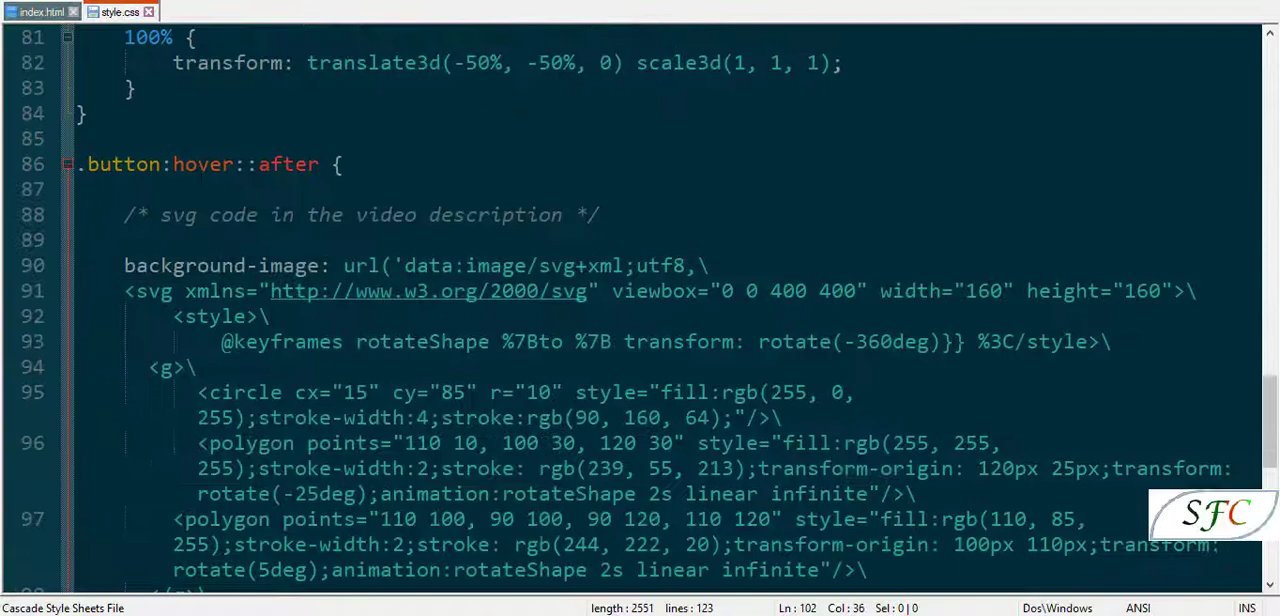 index.html style.css
81 100% {
82 transform: translate3d(-50%, -50%, 0) scale3d(1, 1, 1);
83 }
84 }
85
86 .button:hover::after {
87
88 /* svg code in the video description */
89
90 background-image: url('data:image/svg+xml;utf8,\
91 <svg xmlns="http://www.w3.org/2000/svg" viewbox="0 0 400 400" width="160" height="160">\
92 <style>\
93 @keyframes rotateShape %7Bto %7B transform: rotate(-360deg)}} %3C/style>\
94 <g>\
95 <circle cx="15" cy="85" r="10" style="fill:rgb(255, 0,
255);stroke-width:4;stroke:rgb(90, 160, 64);"/>\
96 <polygon points="110 10, 100 30, 120 30" style="fill:rgb(255, 255,
255);stroke-width:2;stroke: rgb(239, 55, 213);transform-origin: 120px 25px;transform:
rotate(-25deg);animation:rotateShape 2s linear infinite"/>\
SFC
97 <polygon points="110 100, 90 100, 90 120, 110 120" style="fill:rgb(110, 85,
255);stroke-width:2;stroke: rgb(244, 222, 20);transform-origin: 100px 110px;transform:
rotate(5deg);animation:rotateShape 2s linear infinite"/>\
Cascade Style Sheets File length : 2551 lines : 123 Ln : 102 Col : 36 Sel : 0 | 0 Dos\Windows ANSI INS